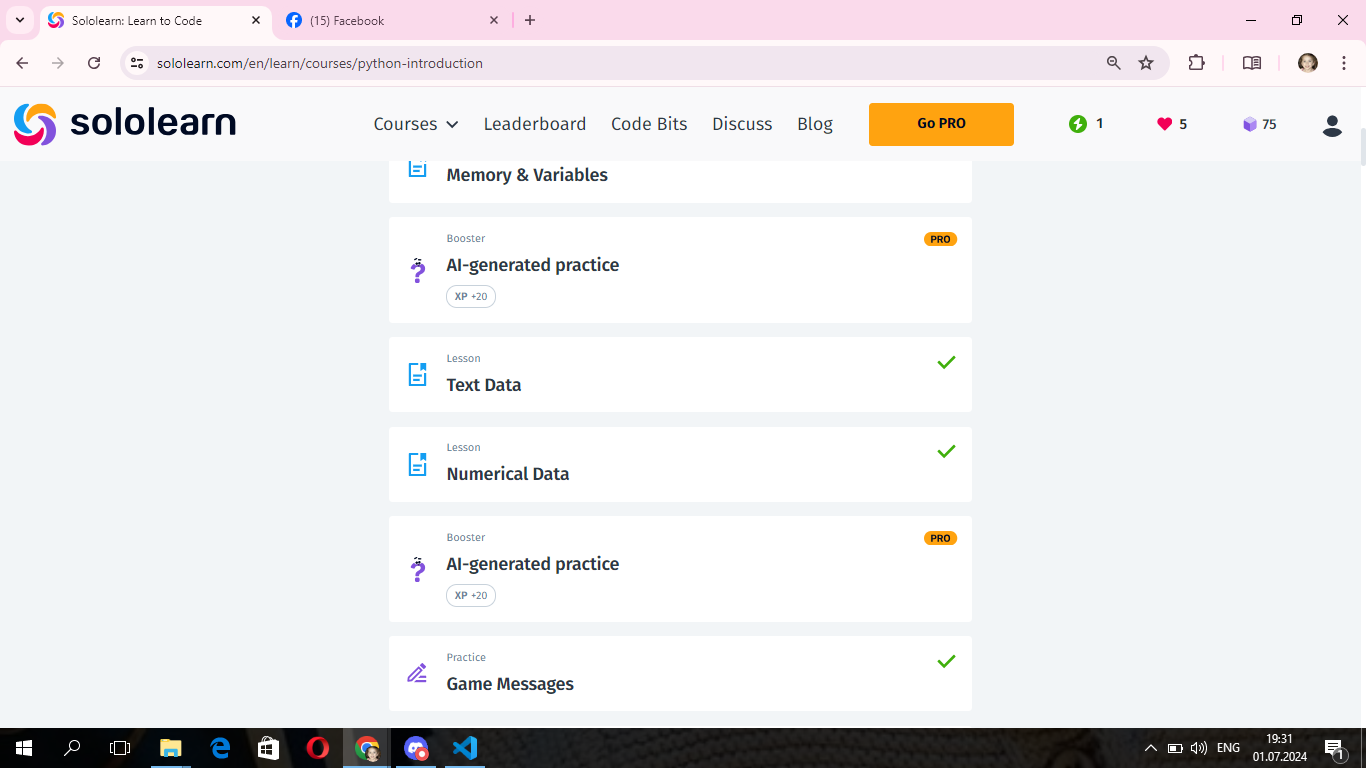 Sololearn: Learn to Code
(15) Facebook
sololearn.com/en/learn/courses/python-introduction
sololearn
Courses
Leaderboard
Code Bits
Discuss
Blog
Go PRO
1
5
75
Memory & Variables
Booster
PRO
AI-generated practice
XP +20
Lesson
Text Data
Lesson
Numerical Data
Booster
PRO
AI-generated practice
XP +20
Practice
Game Messages
ENG
19:31
01.07.2024
1